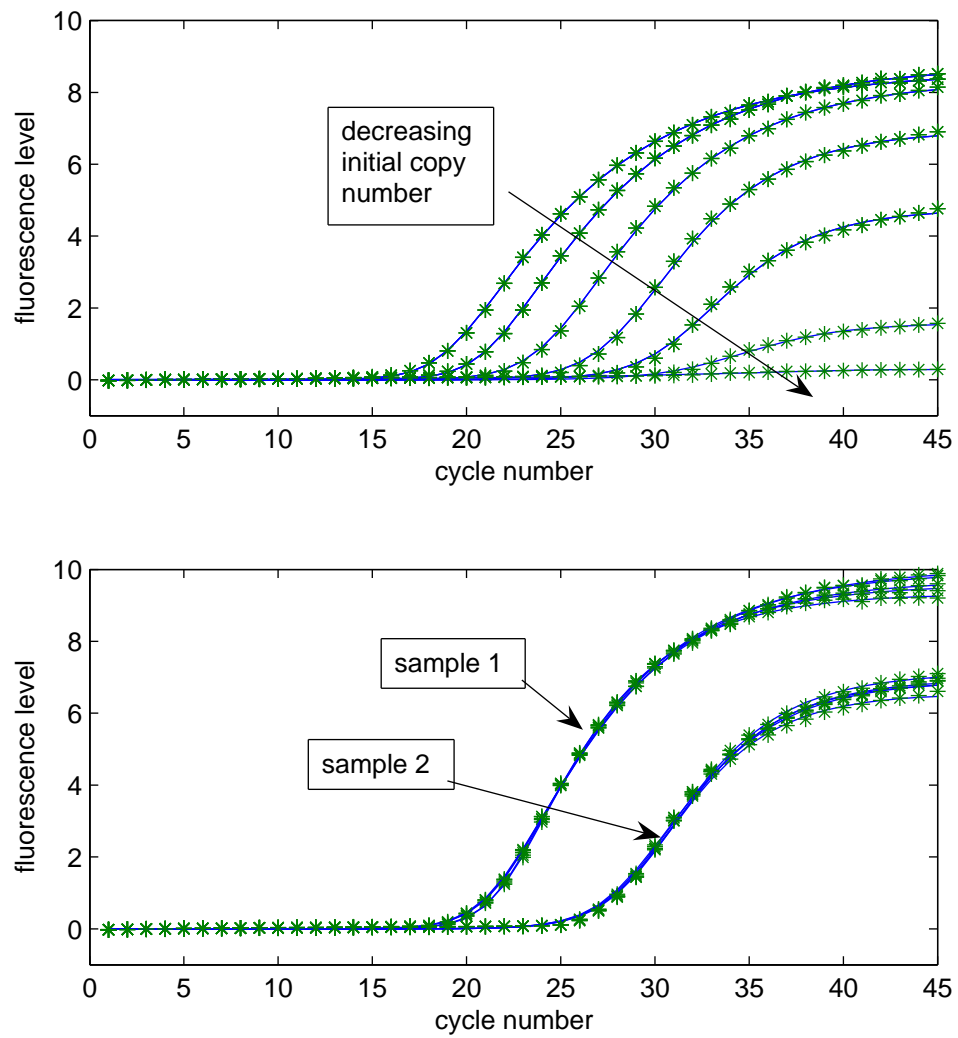 10
8
6
4
2
0
fluorescence level
decreasing
initial copy
number
0 5 10 15 20 25 30 35 40 45
cycle number
10
8
6
4
2
0
fluorescence level
sample 1
sample 2
0 5 10 15 20 25 30 35 40 45
cycle number